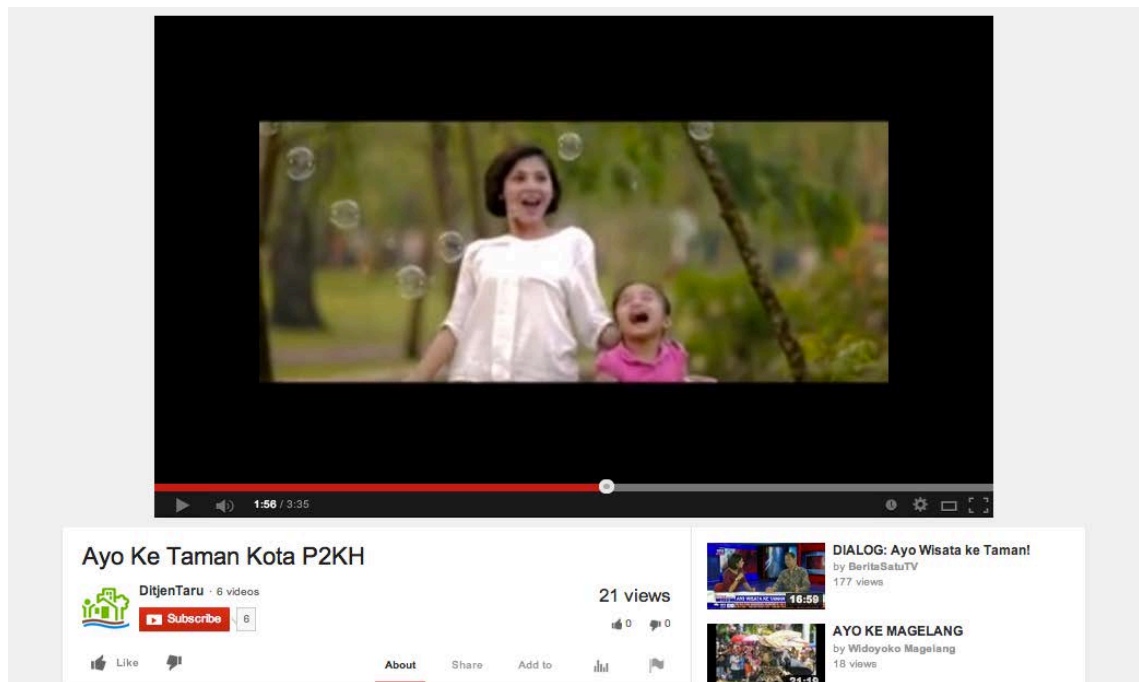 1:56 / 3:35
Ayo Ke Taman Kota P2KH
DitjenTaru · 6 videos
Subscribe 6
21 views
0 0
Like
About Share Add to
DIALOG: Ayo Wisata ke Taman!
by BeritaSatuTV
177 views
16:59
AYO KE MAGELANG
by Widoyoko Magelang
18 views
21:19